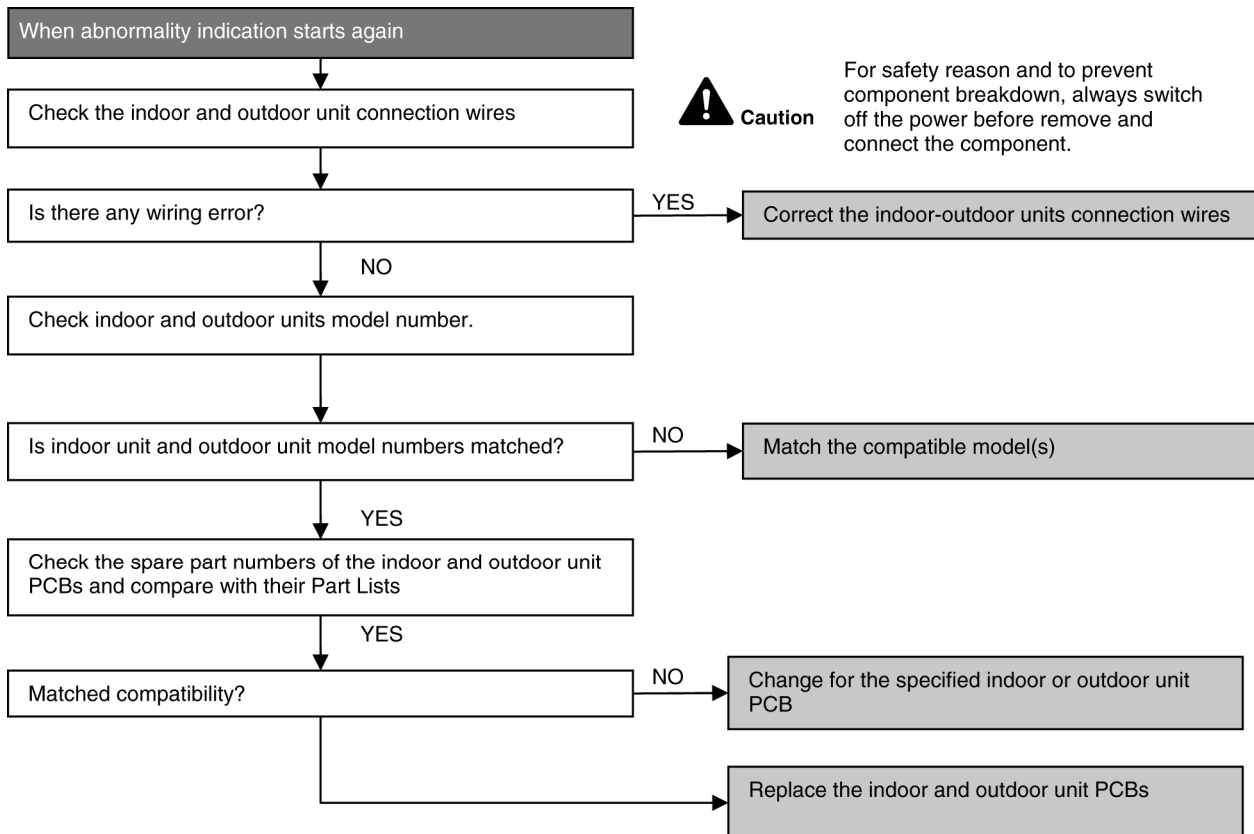 When abnormality indication starts again
Check the indoor and outdoor unit connection wires
Caution
For safety reason and to prevent
component breakdown, always switch
off the power before remove and
connect the component.
Is there any wiring error?
YES
Correct the indoor-outdoor units connection wires
NO
Check indoor and outdoor units model number.
Is indoor unit and outdoor unit model numbers matched?
NO
Match the compatible model(s)
YES
Check the spare part numbers of the indoor and outdoor unit
PCBs and compare with their Part Lists
YES
Matched compatibility?
NO
Change for the specified indoor or outdoor unit
PCB
Replace the indoor and outdoor unit PCBs